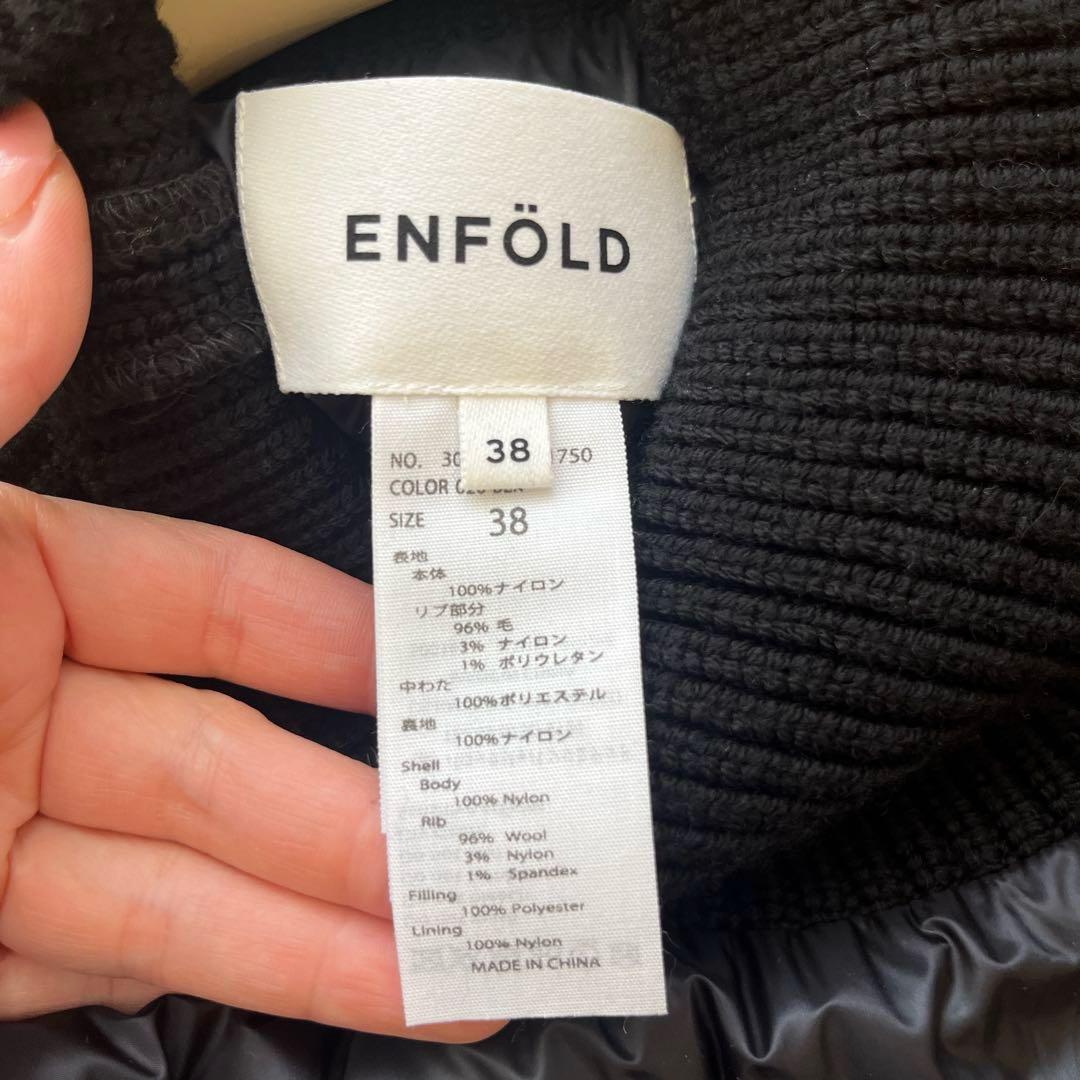 ENFÖLD
38
NO. 30 1750
COLOR
SIZE 38
表地
本体
100%ナイロン
リブ部分
96% 毛
3% ナイロン
1% ポリウレタン
中わた
100%ポリエステル
裏地
100%ナイロン
Shell
Body
100% Nylon
Rib
96% Wool
3% Nylon
1% Spandex
Filling
100% Polyester
Lining
100% Nylon
MADE IN CHINA